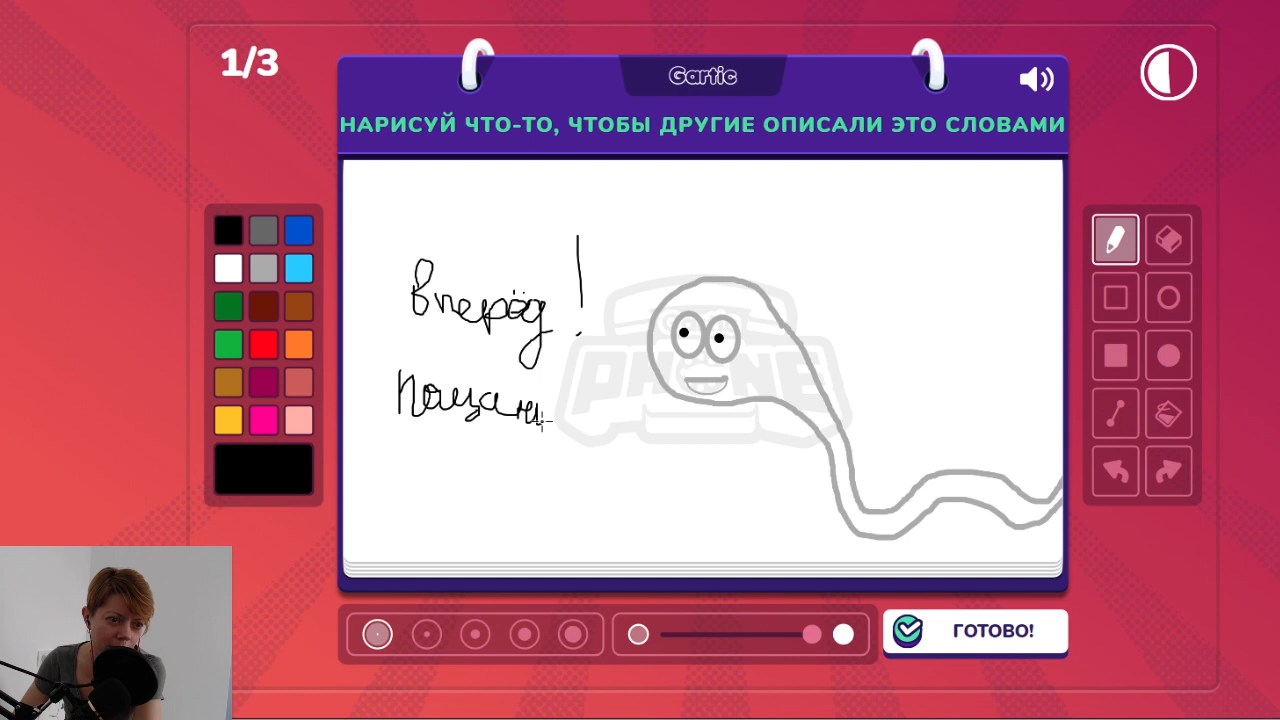 1/3
Gartic
НАРИСУЙ ЧТО-ТО, ЧТОБЫ ДРУГИЕ ОПИСАЛИ ЭТО СЛОВАМИ
Вперёд!
Пацаны
PHONE
ГОТОВО!